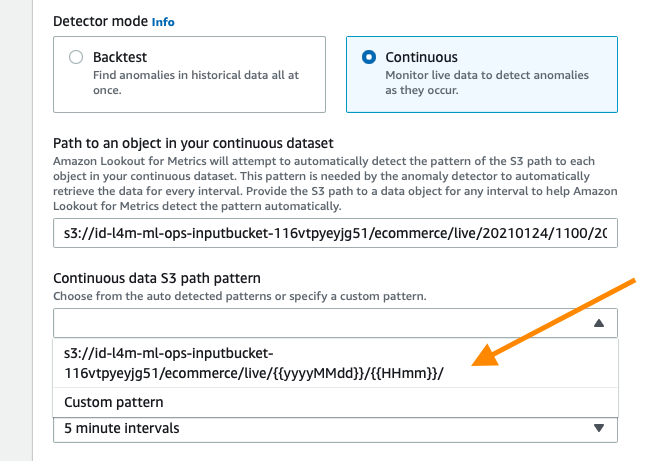 Detector mode Info
Backtest
Find anomalies in historical data all at
once.
Continuous
Monitor live data to detect anomalies
as they occur.
Path to an object in your continuous dataset
Amazon Lookout for Metrics will attempt to automatically detect the pattern of the S3 path to each
object in your continuous dataset. This pattern is needed by the anomaly detector to automatically
retrieve the data for every interval. Provide the S3 path to a data object for any interval to help Amazon
Lookout for Metrics detect the pattern automatically.
s3://id-l4m-ml-ops-inputbucket-116vtpyeyjg51/ecommerce/live/20210124/1100/20
Continuous data S3 path pattern
Choose from the auto detected patterns or specify a custom pattern.
s3://id-l4m-ml-ops-inputbucket-
116vtpyeyjg51/ecommerce/live/{{yyyyMMdd}}/{{HHmm}}/
Custom pattern
5 minute intervals